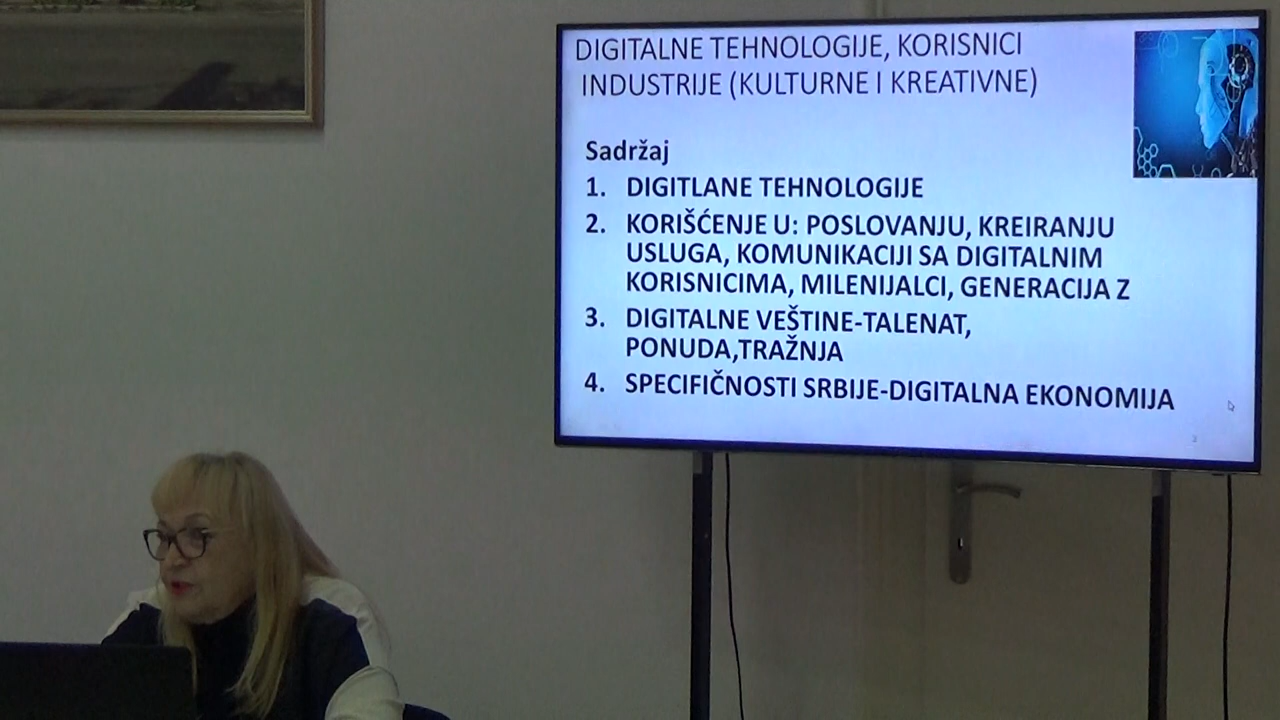 DIGITALNE TEHNOLOGIJE, KORISNICI
INDUSTRIJE (KULTURNE I KREATIVNE)
Sadržaj
1. DIGITLANE TEHNOLOGIJE
2. KORIŠĆENJE U: POSLOVANJU, KREIRANJU
USLUGA, KOMUNIKACIJI SA DIGITALNIM
KORISNICIMA, MILENIJALCI, GENERACIJA Z
3. DIGITALNE VEŠTINE-TALENAT,
PONUDA,TRAŽNJA
4. SPECIFIČNOSTI SRBIJE-DIGITALNA EKONOMIJA